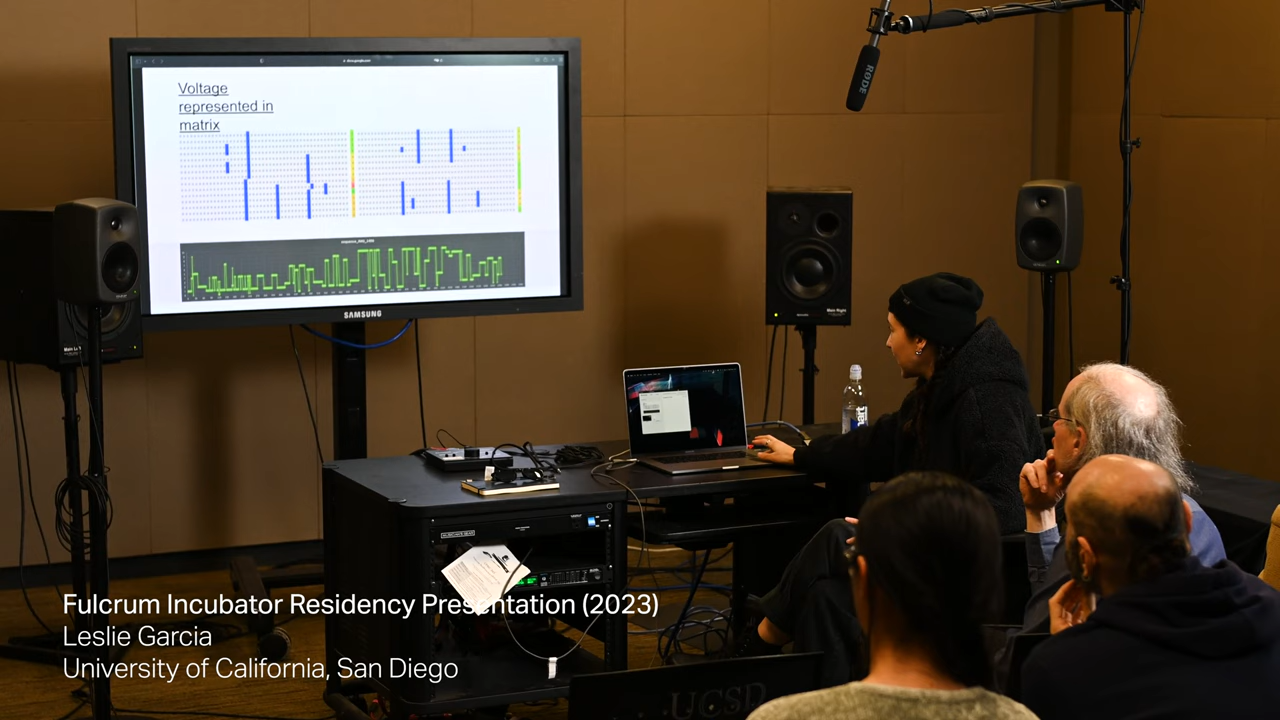 Voltage
represented in
matrix
SAMSUNG
RØDE
UCSD
Fulcrum Incubator Residency Presentation (2023)
Leslie Garcia
University of California, San Diego